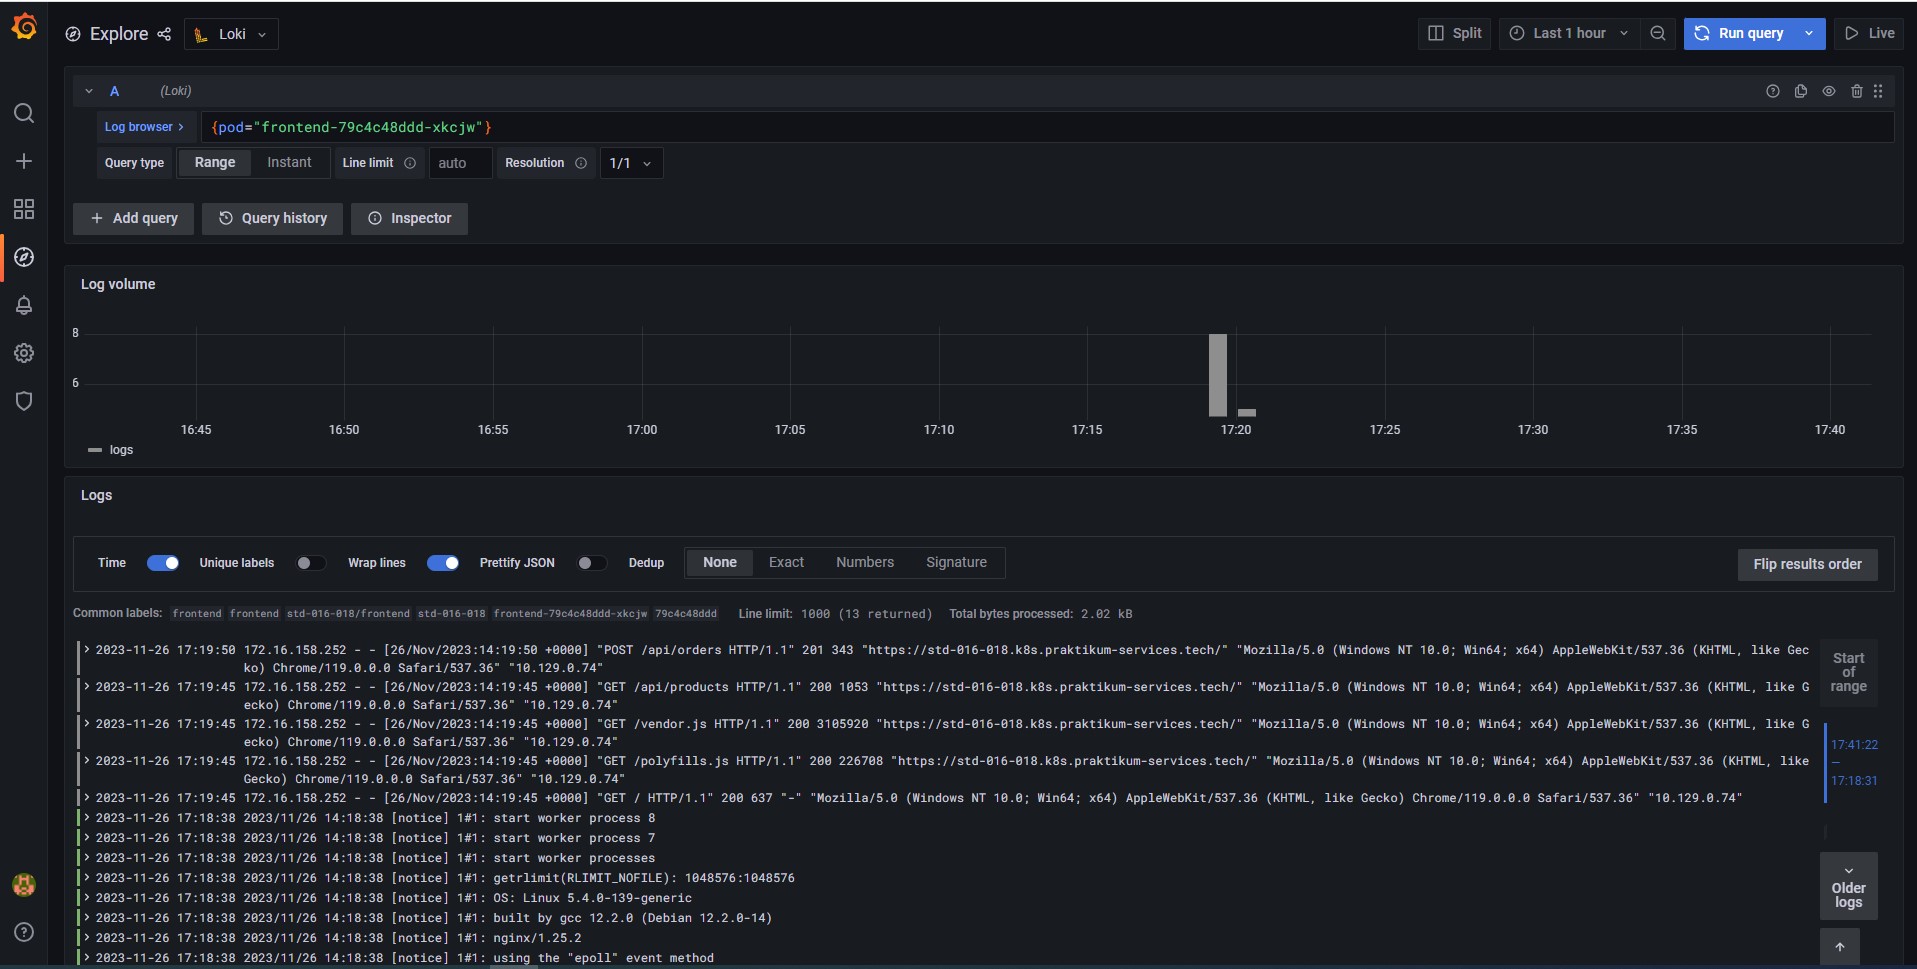 Explore Loki Split Last 1 hour Run query Live
A (Loki)
Log browser > {pod="frontend-79c4c48ddd-xkcjw"}
Query type Range Instant Line limit auto Resolution 1/1
+ Add query Query history Inspector
Log volume
8
6
16:45 16:50 16:55 17:00 17:05 17:10 17:15 17:20 17:25 17:30 17:35 17:40
logs
Logs
Time Unique labels Wrap lines Prettify JSON Dedup None Exact Numbers Signature Flip results order
Common labels: frontend frontend std-016-018/frontend std-016-018 frontend-79c4c48ddd-xkcjw 79c4c48ddd Line limit: 1000 (13 returned) Total bytes processed: 2.02 kB
> 2023-11-26 17:19:50 172.16.158.252 - - [26/Nov/2023:14:19:50 +0000] "POST /api/orders HTTP/1.1" 201 343 "https://std-016-018.k8s.praktikum-services.tech/" "Mozilla/5.0 (Windows NT 10.0; Win64; x64) AppleWebKit/537.36 (KHTML, like Gec
ko) Chrome/119.0.0.0 Safari/537.36" "10.129.0.74"
> 2023-11-26 17:19:45 172.16.158.252 - - [26/Nov/2023:14:19:45 +0000] "GET /api/products HTTP/1.1" 200 1053 "https://std-016-018.k8s.praktikum-services.tech/" "Mozilla/5.0 (Windows NT 10.0; Win64; x64) AppleWebKit/537.36 (KHTML, like G
ecko) Chrome/119.0.0.0 Safari/537.36" "10.129.0.74"
> 2023-11-26 17:19:45 172.16.158.252 - - [26/Nov/2023:14:19:45 +0000] "GET /vendor.js HTTP/1.1" 200 3105920 "https://std-016-018.k8s.praktikum-services.tech/" "Mozilla/5.0 (Windows NT 10.0; Win64; x64) AppleWebKit/537.36 (KHTML, like G
ecko) Chrome/119.0.0.0 Safari/537.36" "10.129.0.74"
> 2023-11-26 17:19:45 172.16.158.252 - - [26/Nov/2023:14:19:45 +0000] "GET /polyfills.js HTTP/1.1" 200 226708 "https://std-016-018.k8s.praktikum-services.tech/" "Mozilla/5.0 (Windows NT 10.0; Win64; x64) AppleWebKit/537.36 (KHTML, like
Gecko) Chrome/119.0.0.0 Safari/537.36" "10.129.0.74"
> 2023-11-26 17:19:45 172.16.158.252 - - [26/Nov/2023:14:19:45 +0000] "GET / HTTP/1.1" 200 637 "-" "Mozilla/5.0 (Windows NT 10.0; Win64; x64) AppleWebKit/537.36 (KHTML, like Gecko) Chrome/119.0.0.0 Safari/537.36" "10.129.0.74"
> 2023-11-26 17:18:38 2023/11/26 14:18:38 [notice] 1#1: start worker process 8
> 2023-11-26 17:18:38 2023/11/26 14:18:38 [notice] 1#1: start worker process 7
> 2023-11-26 17:18:38 2023/11/26 14:18:38 [notice] 1#1: start worker processes
> 2023-11-26 17:18:38 2023/11/26 14:18:38 [notice] 1#1: getrlimit(RLIMIT_NOFILE): 1048576:1048576
> 2023-11-26 17:18:38 2023/11/26 14:18:38 [notice] 1#1: OS: Linux 5.4.0-139-generic
> 2023-11-26 17:18:38 2023/11/26 14:18:38 [notice] 1#1: built by gcc 12.2.0 (Debian 12.2.0-14)
> 2023-11-26 17:18:38 2023/11/26 14:18:38 [notice] 1#1: nginx/1.25.2
> 2023-11-26 17:18:38 2023/11/26 14:18:38 [notice] 1#1: using the "epoll" event method
Start
of
range
17:41:22
—
17:18:31
Older
logs